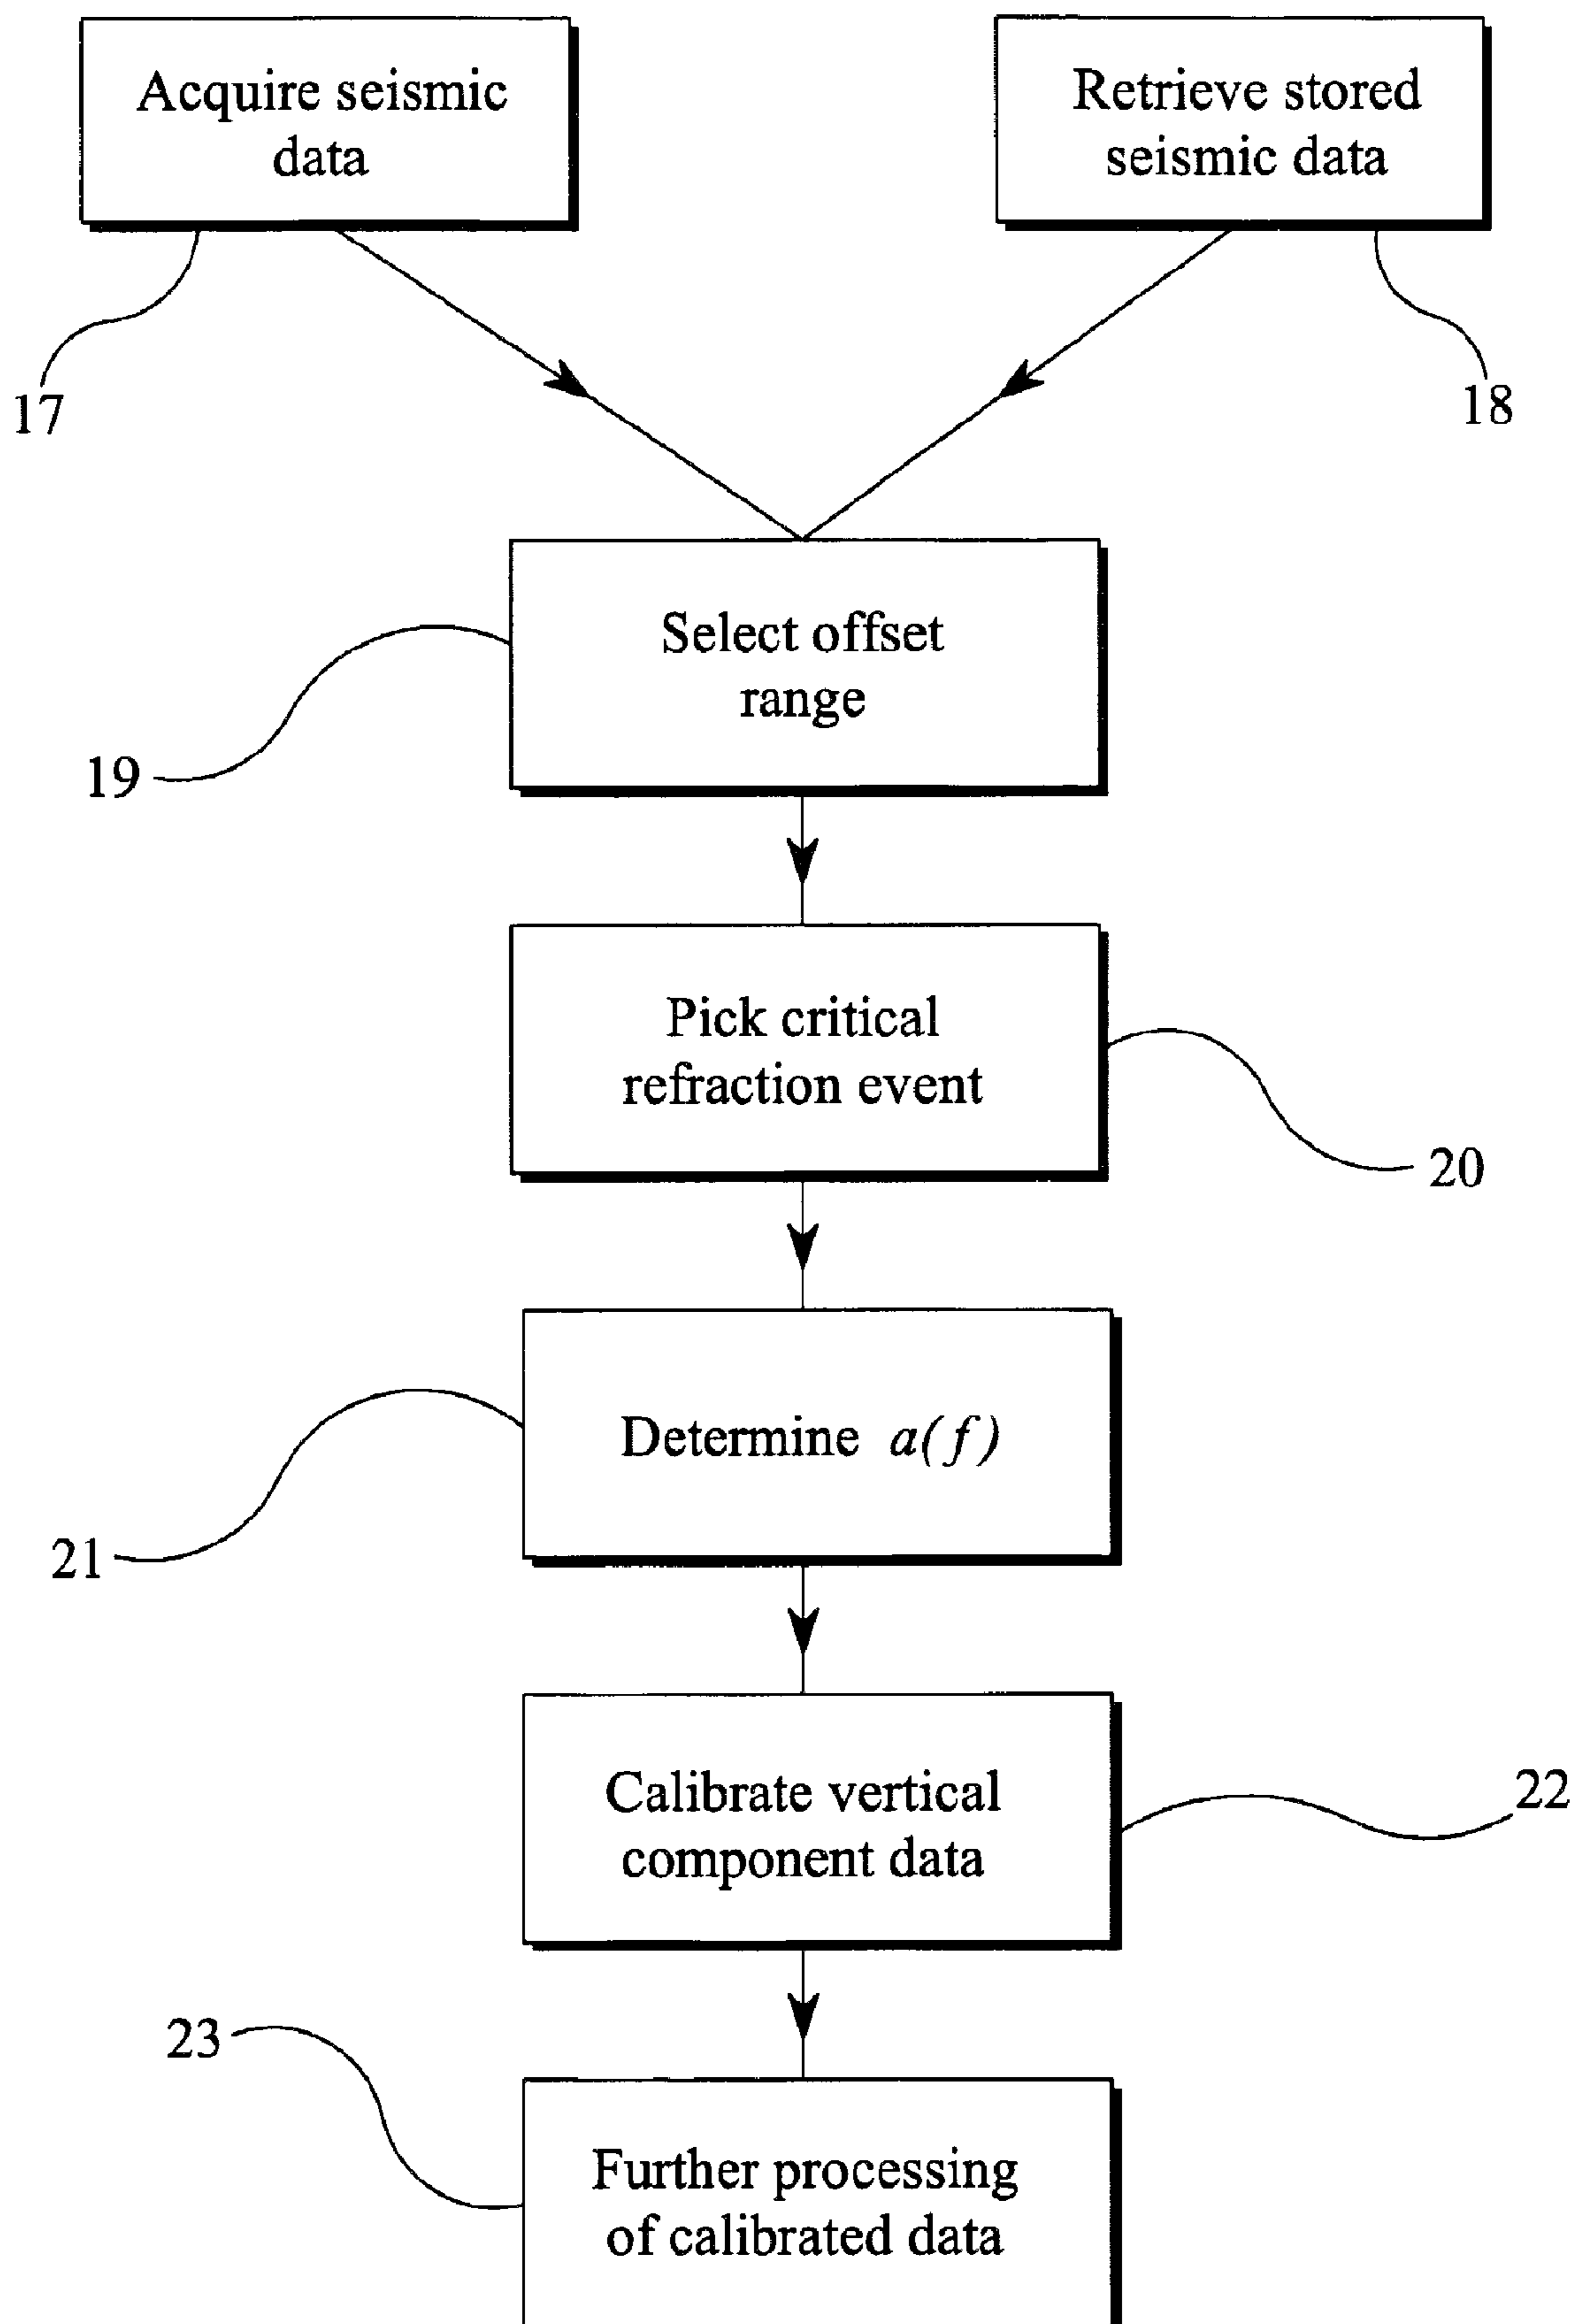 Acquire seismic
data
Retrieve stored
seismic data
17
18
Select offset
range
19
Pick critical
refraction event
20
Determine a(f)
21
Calibrate vertical
component data
22
23
Further processing
of calibrated data